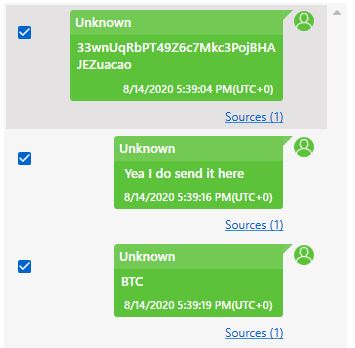 Unknown
33wnUqRbPT49Z6c7Mkc3PojBHA
JEZuacao
8/14/2020 5:39:04 PM(UTC+0)
Sources (1)
Unknown
Yea I do send it here
8/14/2020 5:39:16 PM(UTC+0)
Sources (1)
Unknown
BTC
8/14/2020 5:39:19 PM(UTC+0)
Sources (1)